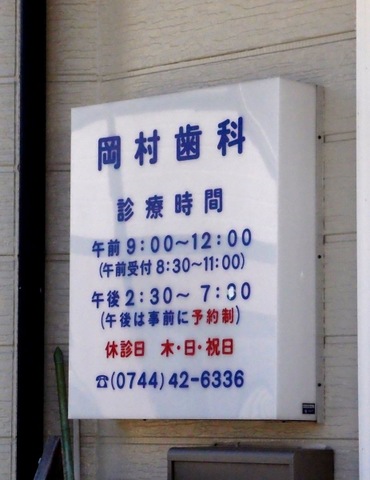 岡村歯科
診療時間
午前 9:00〜12:00
(午前受付 8:30〜11:00)
午後 2:30〜 7:00
(午後は事前に予約制)
休診日 木・日・祝日
☎(0744)42-6336